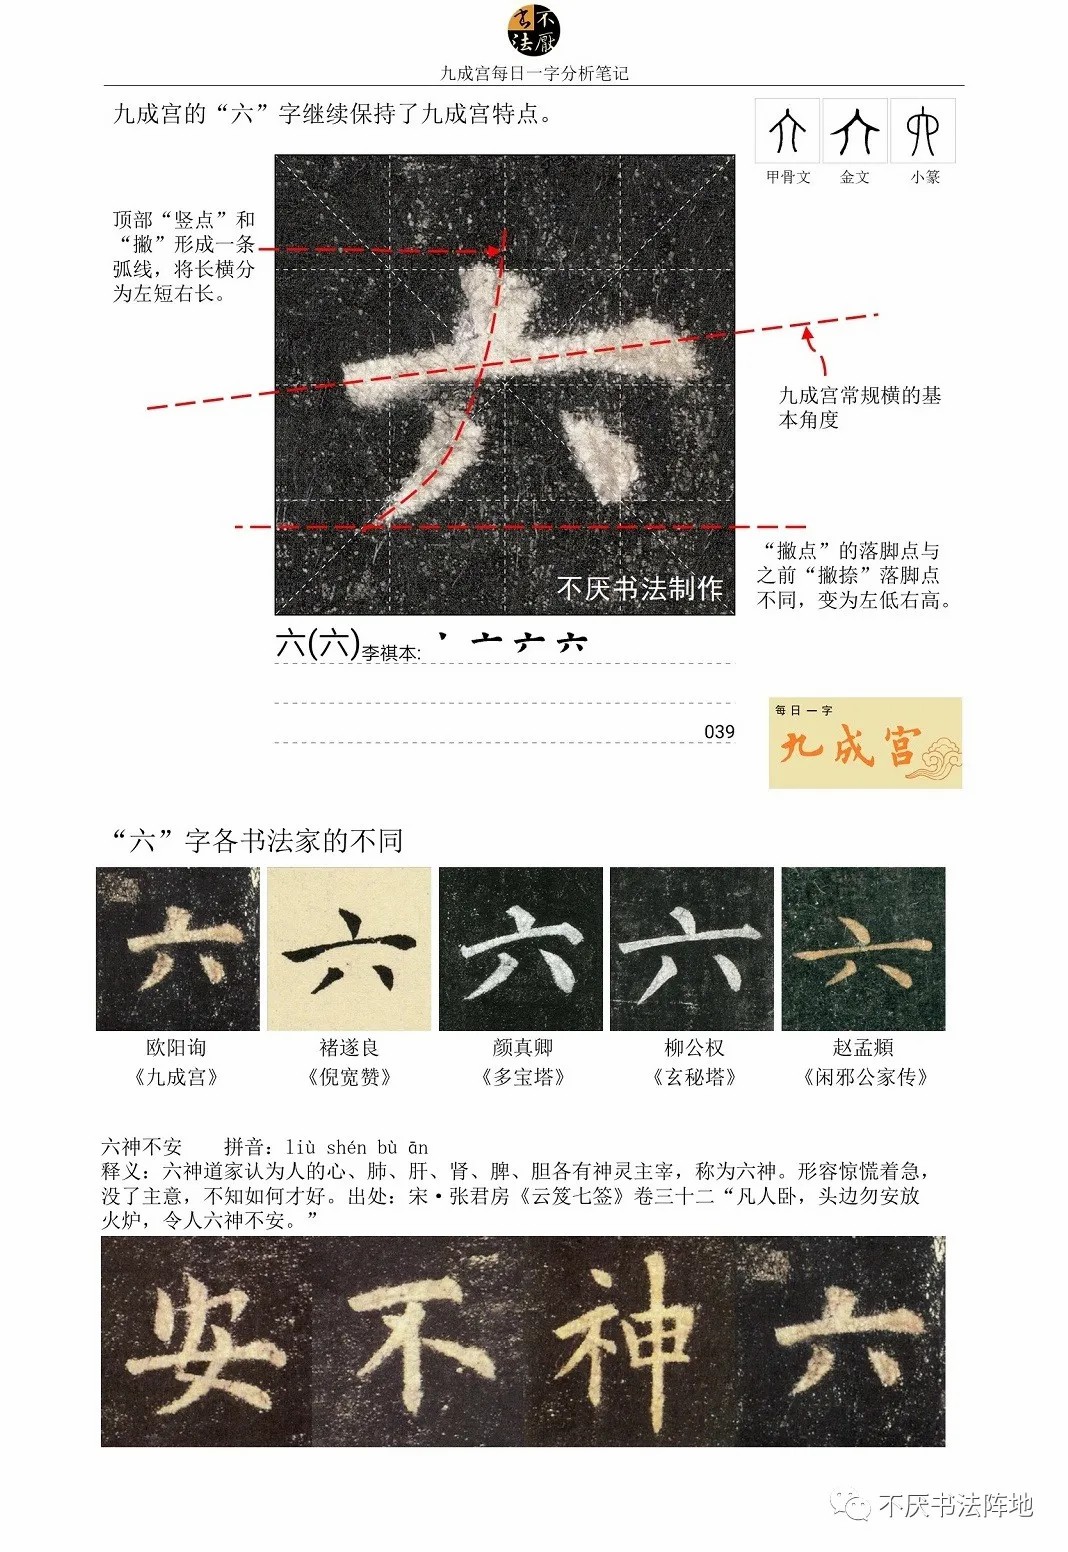 不厌书法
九成宫每日一字分析笔记
九成宫的“六”字继续保持了九成宫特点。
甲骨文 金文 小篆
顶部“竖点”和
“撇”形成一条
弧线，将长横分
为左短右长。
六
九成宫常规横的基
本角度
“撇点”的落脚点与
之前“撇捺”落脚点
不同，变为左低右高。
不厌书法制作
六(六)李祺本:
039
每日一字
九成宫
“六”字各书法家的不同
六 六 六 六 六
欧阳询 褚遂良 颜真卿 柳公权 赵孟頫
《九成宫》 《倪宽赞》 《多宝塔》 《玄秘塔》 《闲邪公家传》
六神不安 拼音：liù shén bù ān
释义：六神道家认为人的心、肺、肝、肾、脾、胆各有神灵主宰，称为六神。形容惊慌着急，
没了主意，不知如何才好。出处：宋·张君房《云笈七签》卷三十二“凡人卧，头边勿安放
火炉，令人六神不安。”
安不神六
不厌书法阵地